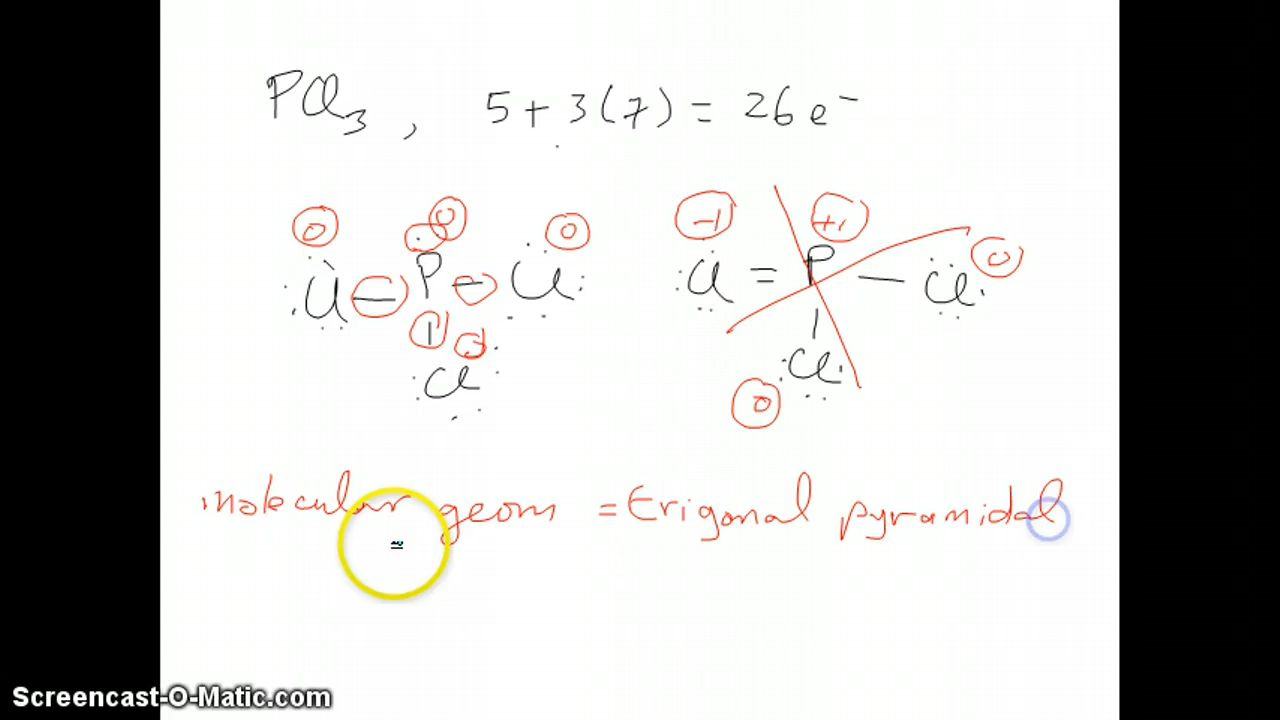 PCl₃, 5 + 3(7) = 26 e⁻
0 0 0 -1 +1 0
Cl — P — Cl Cl = P — Cl
| |
Cl Cl
0
molecular geom = trigonal pyramidal
Screencast-O-Matic.com